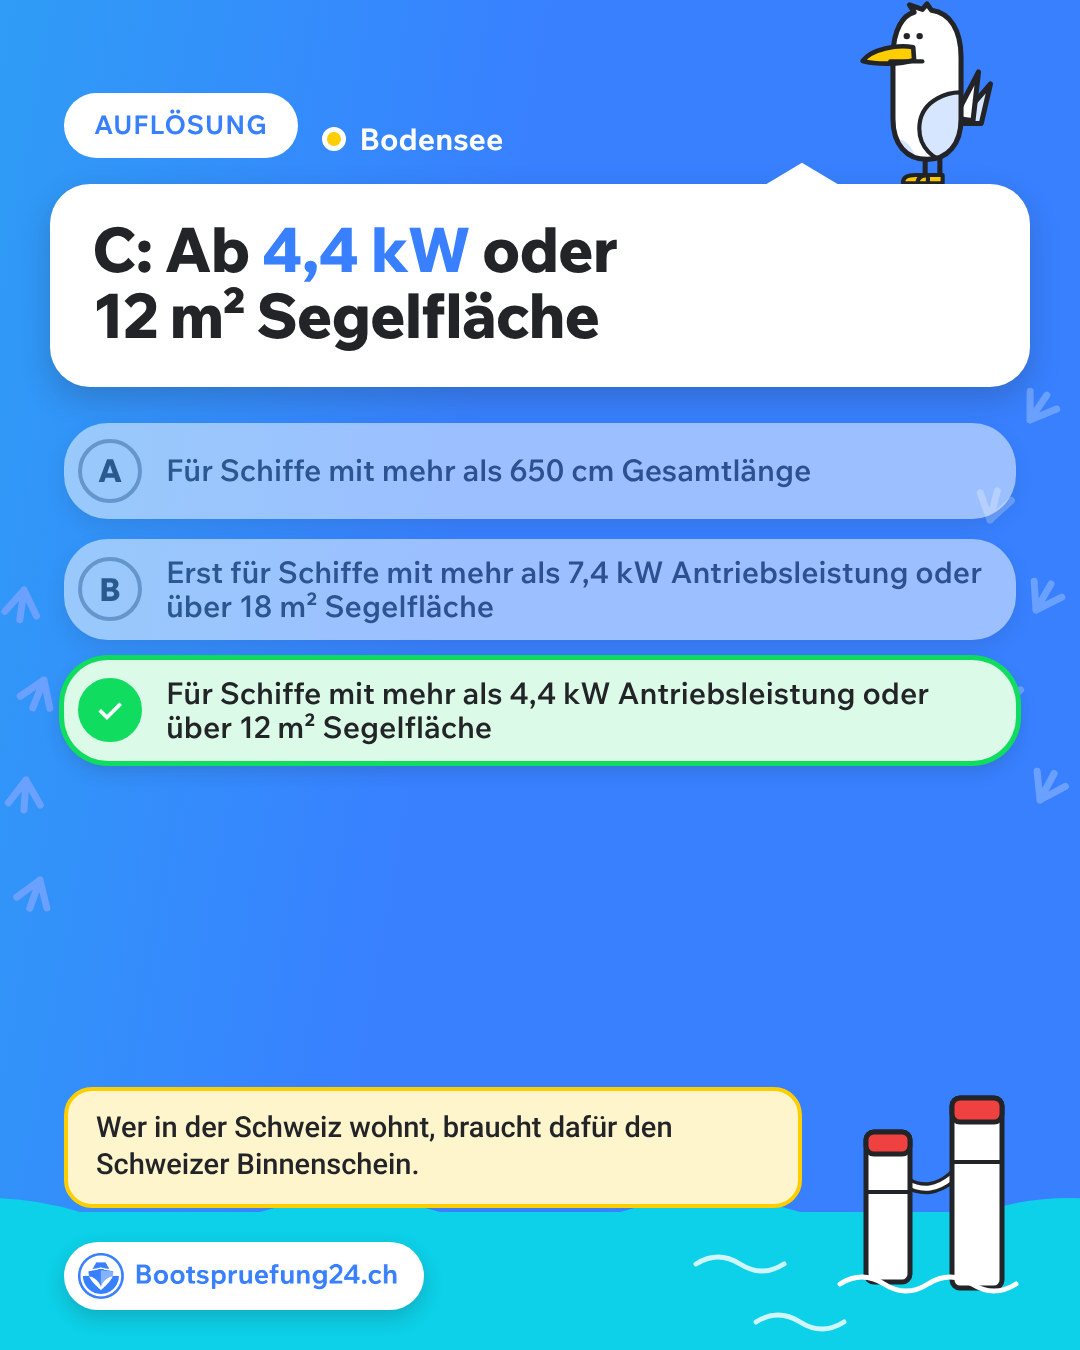 AUFLÖSUNG
Bodensee
C: Ab 4,4 kW oder
12 m² Segelfläche
A Für Schiffe mit mehr als 650 cm Gesamtlänge
B Erst für Schiffe mit mehr als 7,4 kW Antriebsleistung oder
über 18 m² Segelfläche
Für Schiffe mit mehr als 4,4 kW Antriebsleistung oder
über 12 m² Segelfläche
Wer in der Schweiz wohnt, braucht dafür den
Schweizer Binnenschein.
Bootspruefung24.ch